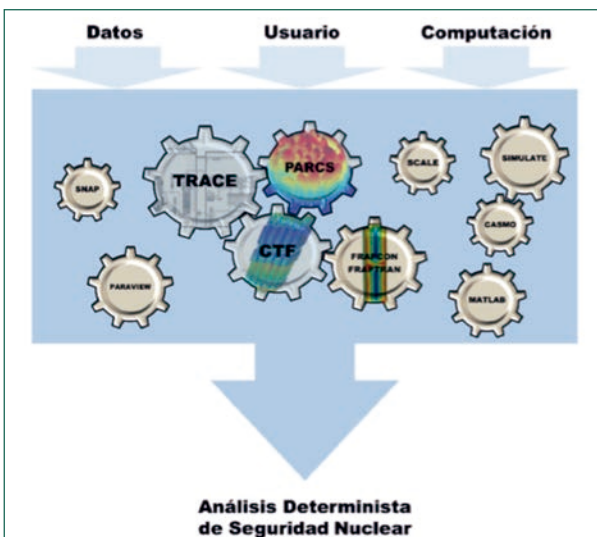 Datos
Usuario
Computación
SNAP
TRACE
PARCS
SCALE
SIMULATE
CASMO
CTF
FRAPCON
FRAPTRAN
PARAVIEW
MATLAB
Análisis Determinista
de Seguridad Nuclear